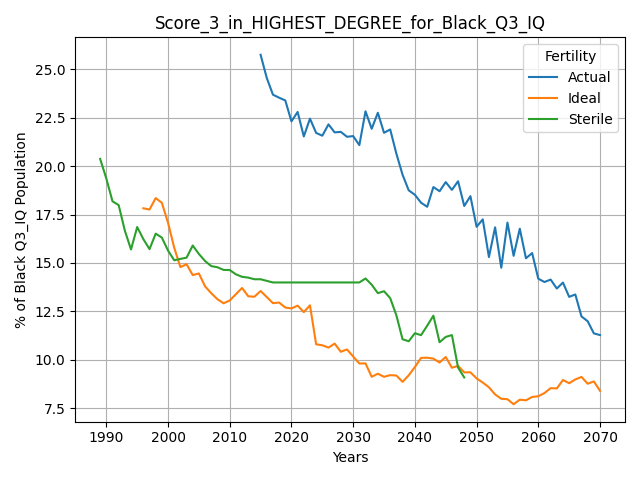 Score_3_in_HIGHEST_DEGREE_for_Black_Q3_IQ
Fertility
Actual
Ideal
Sterile
% of Black Q3_IQ Population
25.0
22.5
20.0
17.5
15.0
12.5
10.0
7.5
1990 2000 2010 2020 2030 2040 2050 2060 2070
Years